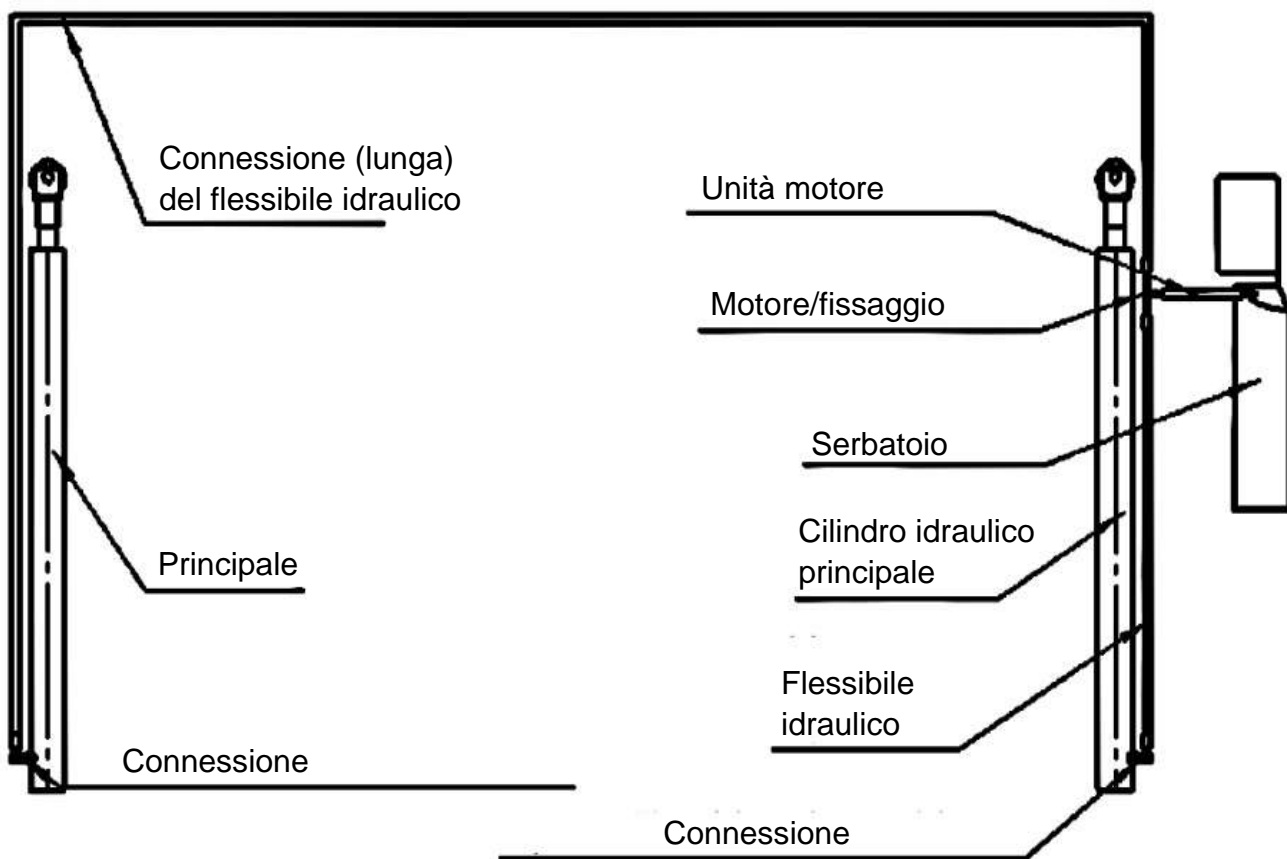 Connessione (lunga)
del flessibile idraulico
Unità motore
Motore/fissaggio
Serbatoio
Cilindro idraulico
principale
Principale
Flessibile
idraulico
Connessione
Connessione